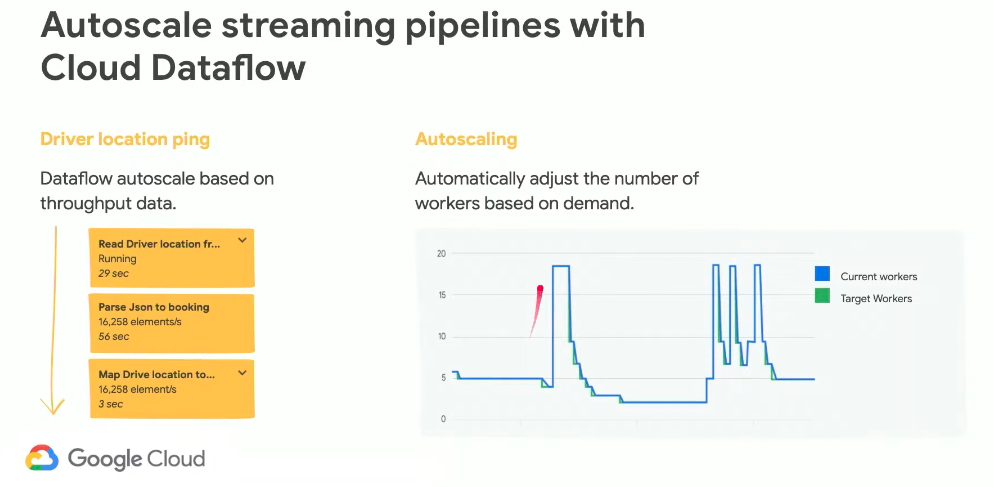 Autoscale streaming pipelines with
Cloud Dataflow
Driver location ping
Dataflow autoscale based on
throughput data.
Read Driver location fr...
Running
29 sec
Parse Json to booking
16,258 elements/s
56 sec
Map Drive location to...
16,258 element/s
3 sec
Autoscaling
Automatically adjust the number of
workers based on demand.
20
15
10
5
0
Current workers
Target Workers
Google Cloud